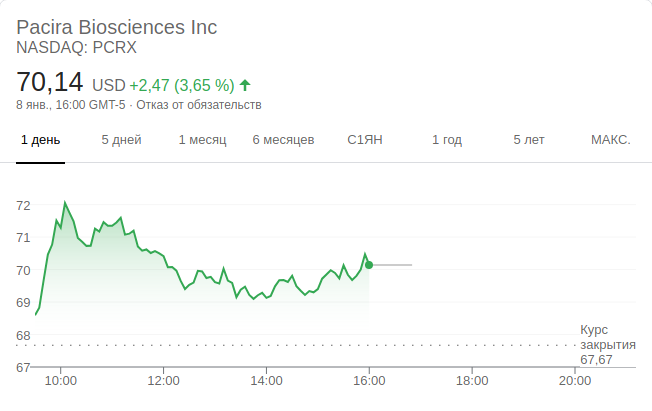 Pacira Biosciences Inc
NASDAQ: PCRX
70,14 USD +2,47 (3,65 %)
8 янв., 16:00 GMT-5 · Отказ от обязательств
1 день 5 дней 1 месяц 6 месяцев С1ЯН 1 год 5 лет МАКС.
72
71
70
69
68
67
Курс
закрытия
67,67
10:00 12:00 14:00 16:00 18:00 20:00